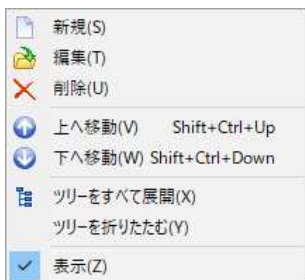 新規(S)
編集(T)
削除(U)
上へ移動(V) Shift+Ctrl+Up
下へ移動(W) Shift+Ctrl+Down
ツリーをすべて展開(X)
ツリーを折りたたむ(Y)
表示(Z)